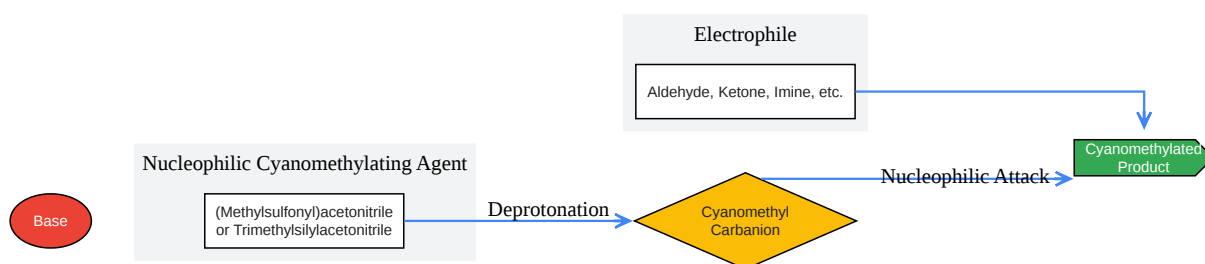 Electrophile
Aldehyde, Ketone, Imine, etc.
Cyanomethylated
Product
Nucleophilic Cyanomethylating Agent
Nucleophilic Attack
Base
(Methylsulfonyl)acetonitrile
or Trimethylsilylacetonitrile
Deprotonation
Cyanomethyl
Carbanion